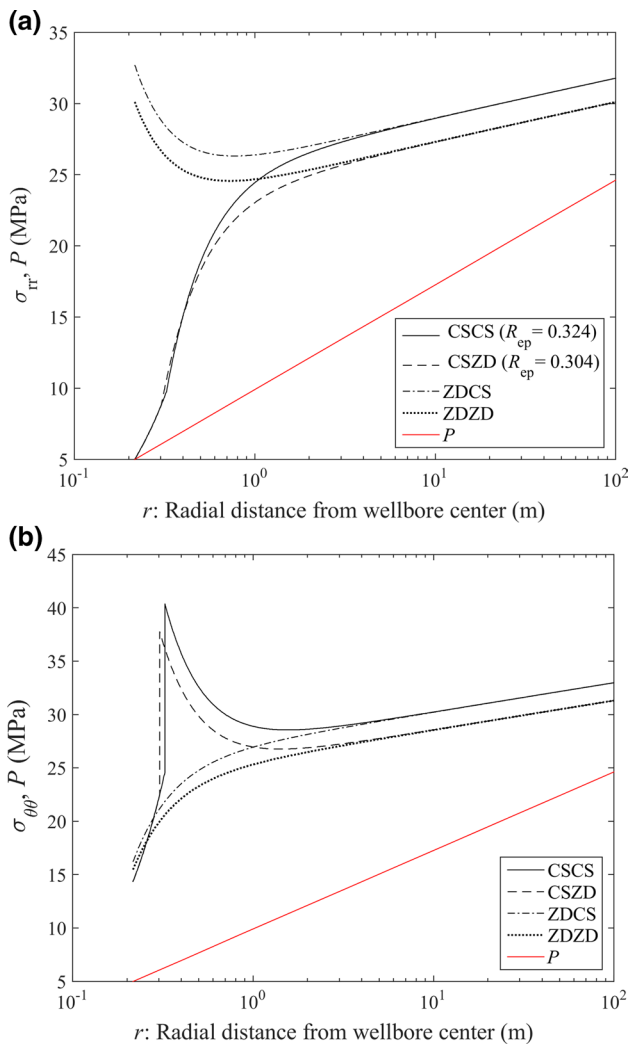 (a)
35
30
25
20
15
10
5
σrr, P (MPa)
CSCS (Rep= 0.324)
CSZD (Rep= 0.304)
ZDCS
ZDZD
P
10-1 100 101 102
r: Radial distance from wellbore center (m)
(b)
45
40
35
30
25
20
15
10
5
σθθ, P (MPa)
CSCS
CSZD
ZDCS
ZDZD
P
10-1 100 101 102
r: Radial distance from wellbore center (m)